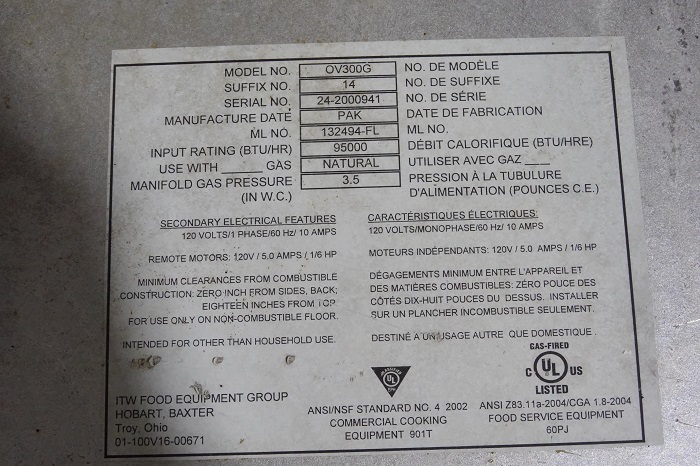 MODEL NO. OV300G NO. DE MODÈLE
SUFFIX NO. 14 NO. DE SUFFIXE
SERIAL NO. 24-2000941 NO. DE SÉRIE
MANUFACTURE DATE PAK DATE DE FABRICATION
ML NO. 132494-FL ML NO.
INPUT RATING (BTU/HR) 95000 DÉBIT CALORIFIQUE (BTU/HRE)
USE WITH ______ GAS NATURAL UTILISER AVEC GAZ ____
MANIFOLD GAS PRESSURE 3.5 PRESSION À LA TUBULURE
(IN W.C.) D'ALIMENTATION (POUNCES C.E.)
SECONDARY ELECTRICAL FEATURES
120 VOLTS/1 PHASE/60 Hz/ 10 AMPS
REMOTE MOTORS: 120V / 5.0 AMPS / 1/6 HP
MINIMUM CLEARANCES FROM COMBUSTIBLE
CONSTRUCTION: ZERO INCH FROM SIDES, BACK;
EIGHTEEN INCHES FROM TOP
FOR USE ONLY ON NON-COMBUSTIBLE FLOOR.
INTENDED FOR OTHER THAN HOUSEHOLD USE.
CARACTÉRISTIQUES ÉLECTRIQUES:
120 VOLTS/MONOPHASE/60 Hz/ 10 AMPS
MOTEURS INDÉPENDANTS: 120V / 5.0 AMPS / 1/6 HP
DÉGAGEMENTS MINIMUM ENTRE L'APPAREIL ET
DES MATIÈRES COMBUSTIBLES: ZÉRO POUCE DES
CÔTÉS DIX-HUIT POUCES DU DESSUS. INSTALLER
SUR UN PLANCHER INCOMBUSTIBLE SEULEMENT.
DESTINÉ A UN USAGE AUTRE QUE DOMESTIQUE.
ITW FOOD EQUIPMENT GROUP
HOBART, BAXTER
Troy, Ohio
01-100V16-00671
UL
ANSI/NSF STANDARD NO. 4 2002
COMMERCIAL COOKING
EQUIPMENT 901T
GAS-FIRED
C UL US
LISTED
ANSI Z83.11a-2004/CGA 1.8-2004
FOOD SERVICE EQUIPMENT
60PJ